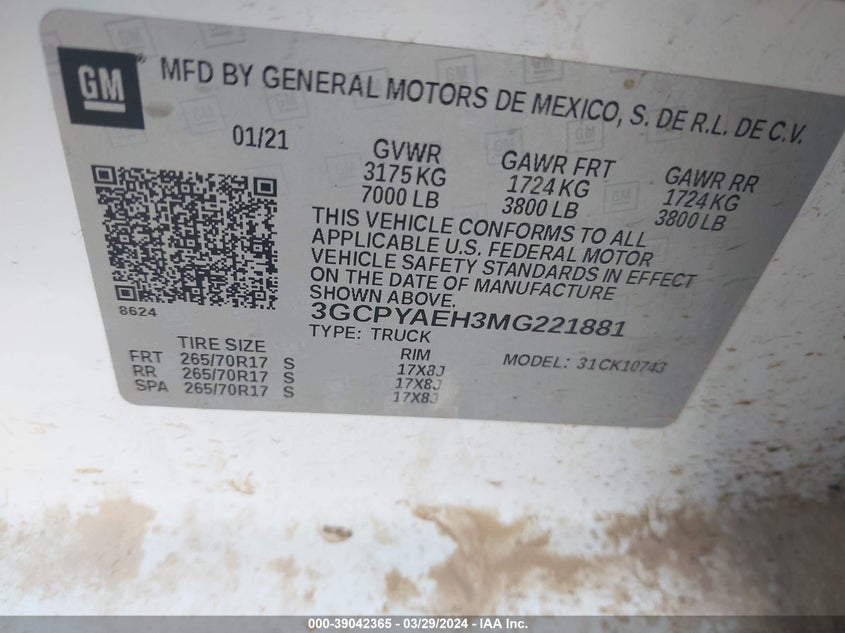 GM ® MFD BY GENERAL MOTORS DE MEXICO, S. DE R.L. DE C.V.
01/21
GVWR GAWR FRT GAWR RR
3175 KG 1724 KG 1724 KG
7000 LB 3800 LB 3800 LB
THIS VEHICLE CONFORMS TO ALL
APPLICABLE U.S. FEDERAL MOTOR
VEHICLE SAFETY STANDARDS IN EFFECT
ON THE DATE OF MANUFACTURE
SHOWN ABOVE.
8624
3GCPYAEH3MG221881
TYPE: TRUCK
TIRE SIZE RIM MODEL: 31CK10743
FRT 265/70R17 S 17X8J
RR 265/70R17 S 17X8J
SPA 265/70R17 S 17X8J
000-39042365 - 03/29/2024 - IAA Inc.